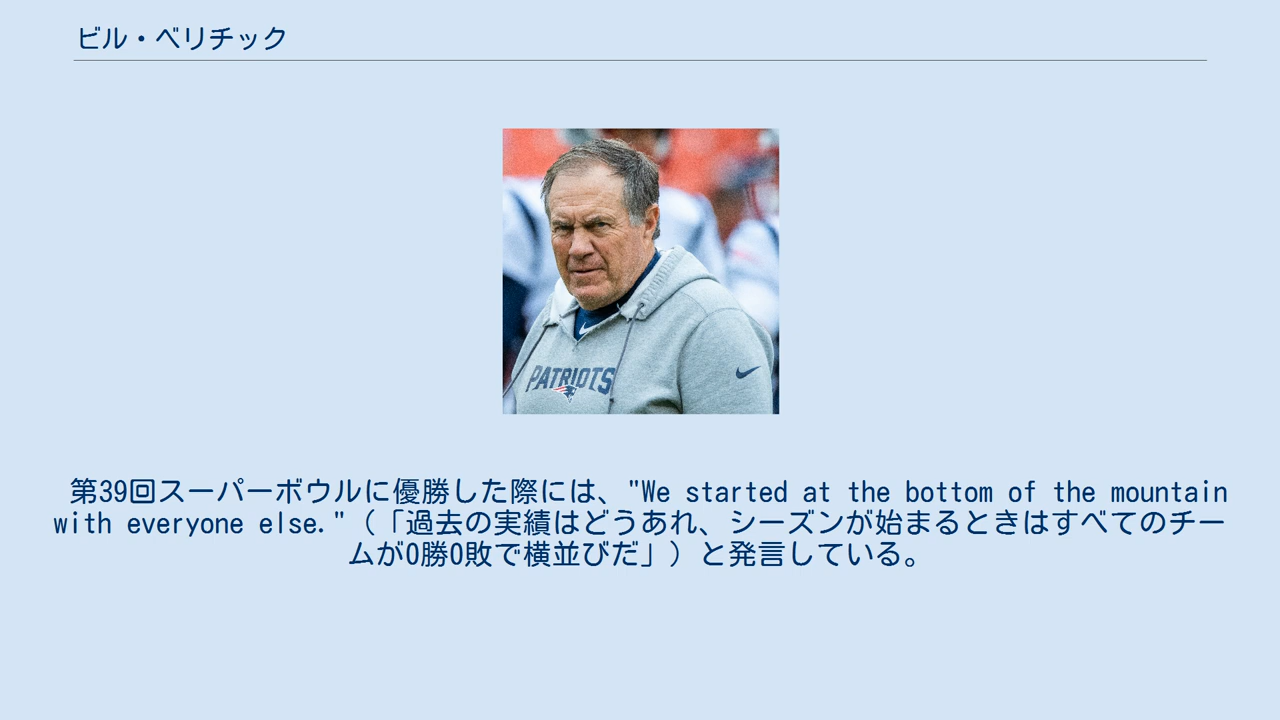 ビル・ベリチック
PATRIOTS
第39回スーパーボウルに優勝した際には、"We started at the bottom of the mountain
with everyone else."（「過去の実績はどうあれ、シーズンが始まるときはすべてのチー
ムが0勝0敗で横並びだ」）と発言している。